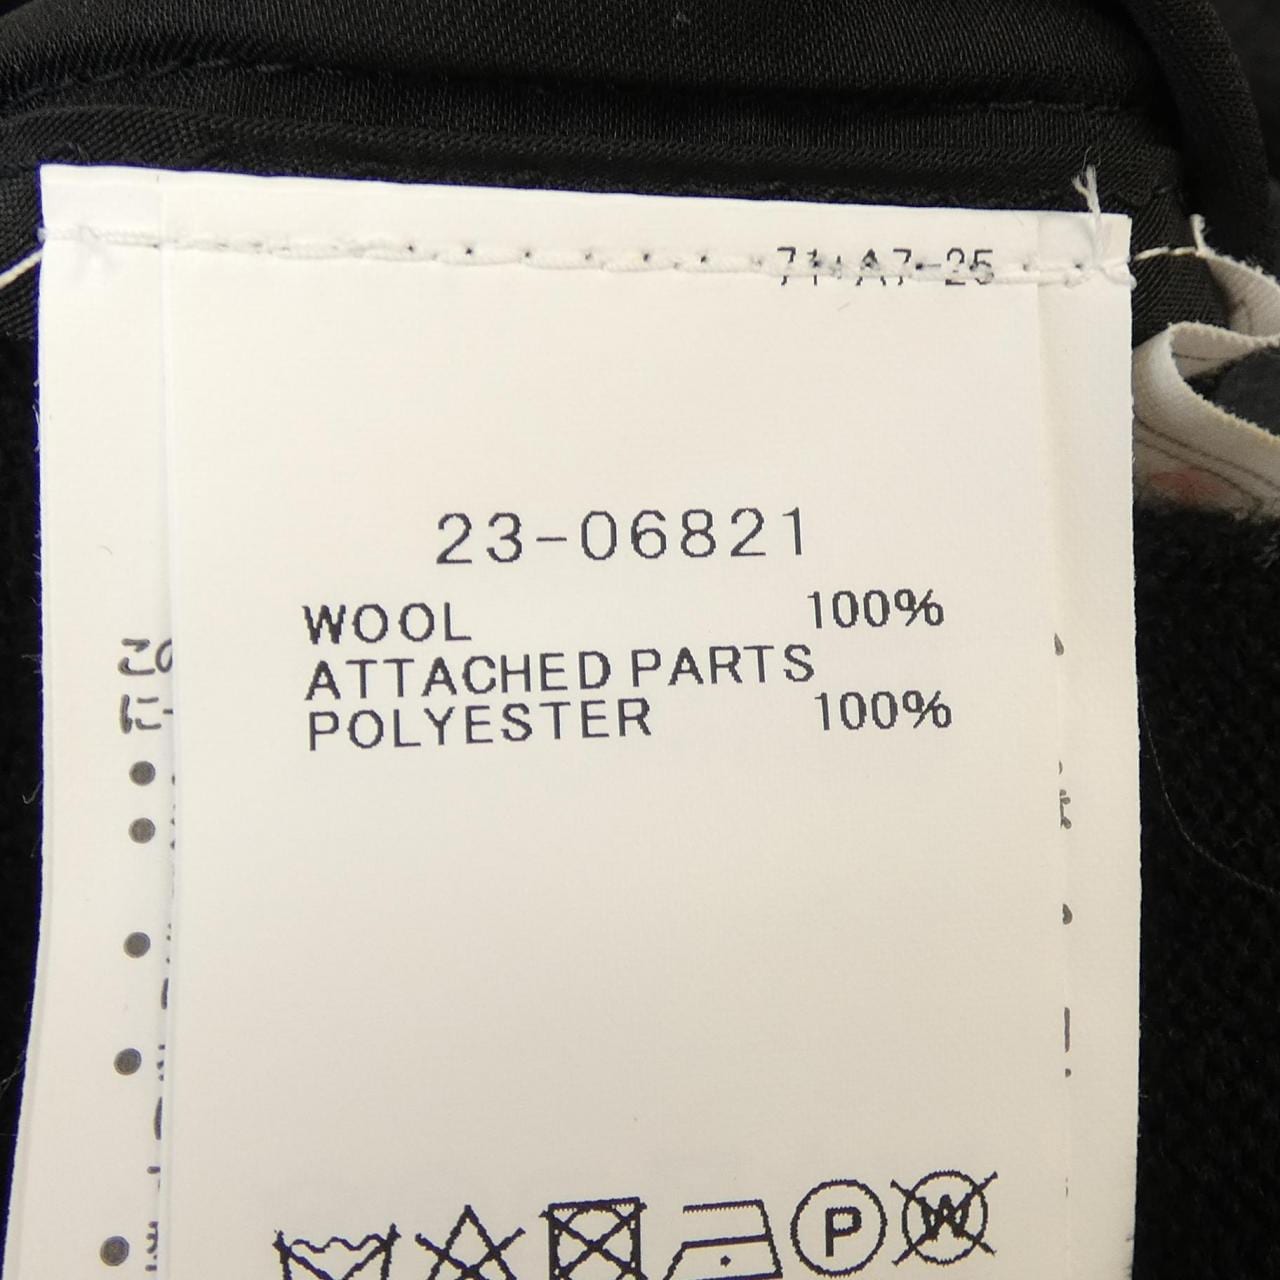 23-06821
WOOL 100%
ATTACHED PARTS
POLYESTER 100%
P
W